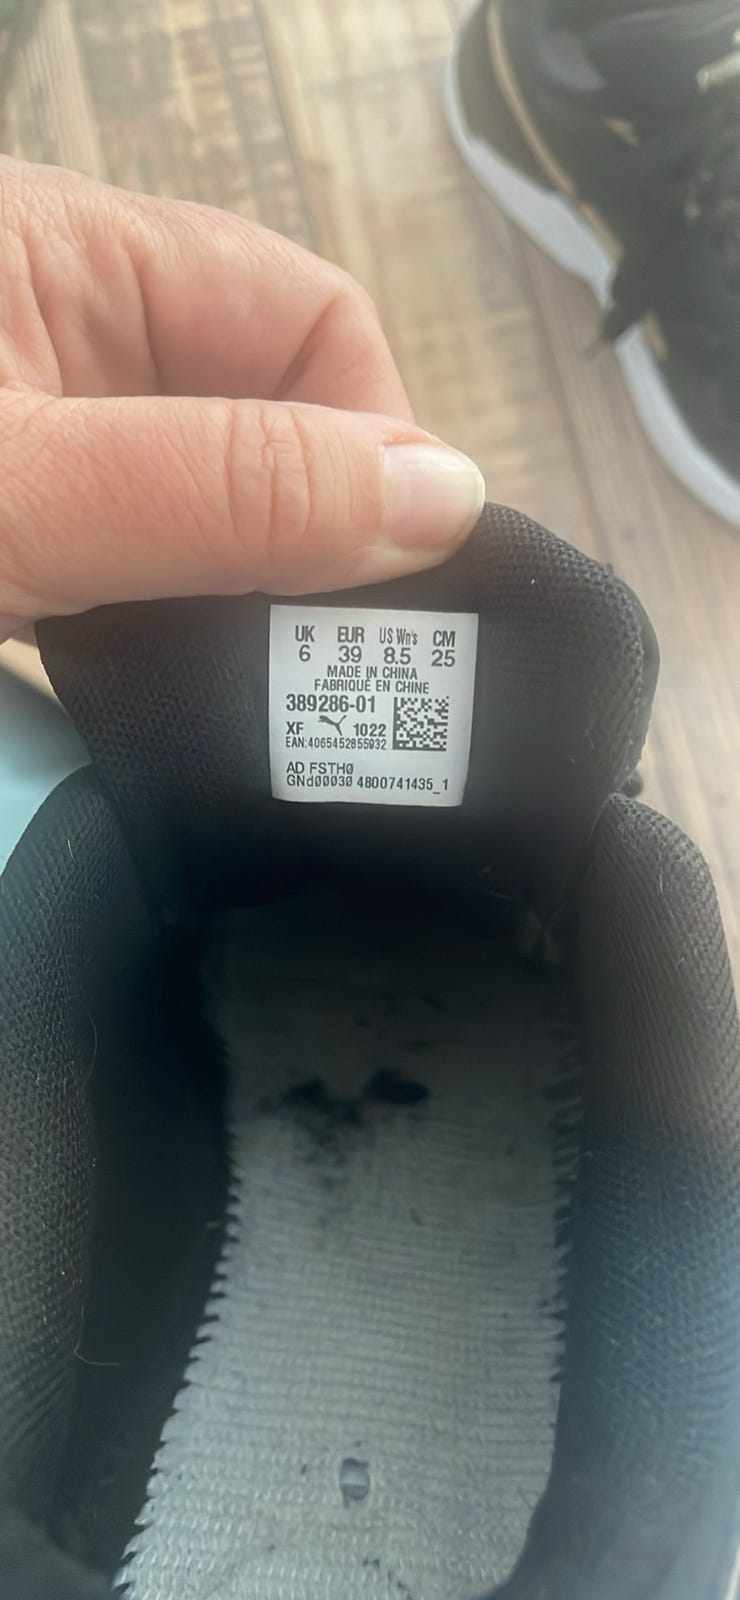 UK EUR US Wn's CM
6 39 8.5 25
MADE IN CHINA
FABRIQUÉ EN CHINE
389286-01
XF 1022
EAN:4065452855932
AD FSTH0
GNd00030 4800741435_1